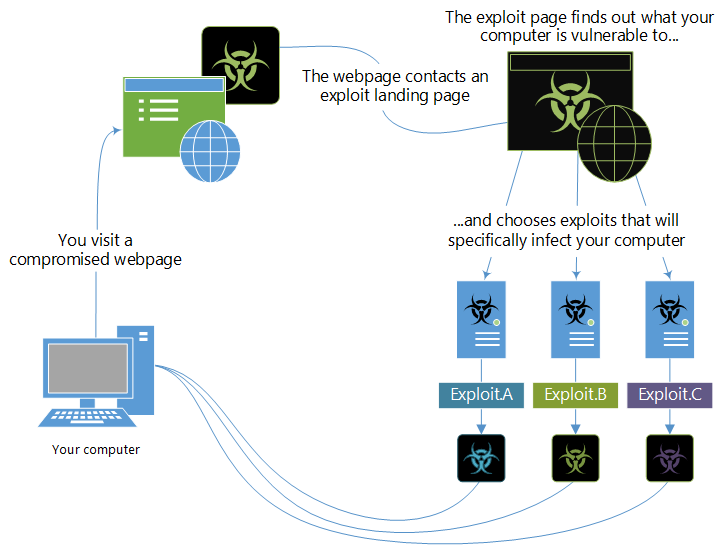 The exploit page finds out what your
computer is vulnerable to...
The webpage contacts an
exploit landing page
...and chooses exploits that will
specifically infect your computer
You visit a
compromised webpage
Exploit.A
Exploit.B
Exploit.C
Your computer